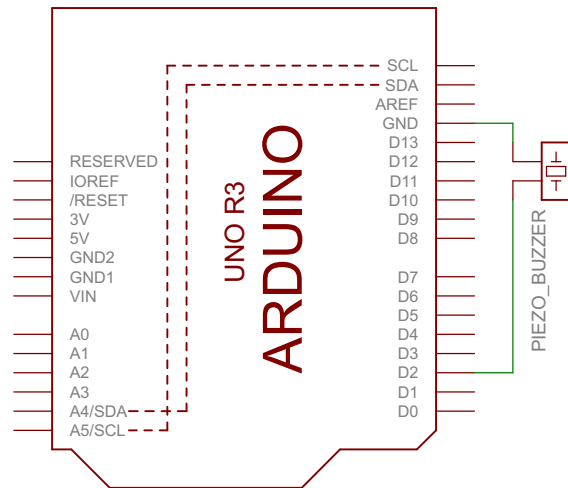 RESERVED
IOREF
/RESET
3V
5V
GND2
GND1
VIN
A0
A1
A2
A3
A4/SDA
A5/SCL
UNO R3
ARDUINO
SCL
SDA
AREF
GND
D13
D12
D11
D10
D9
D8
D7
D6
D5
D4
D3
D2
D1
D0
PIEZO_BUZZER